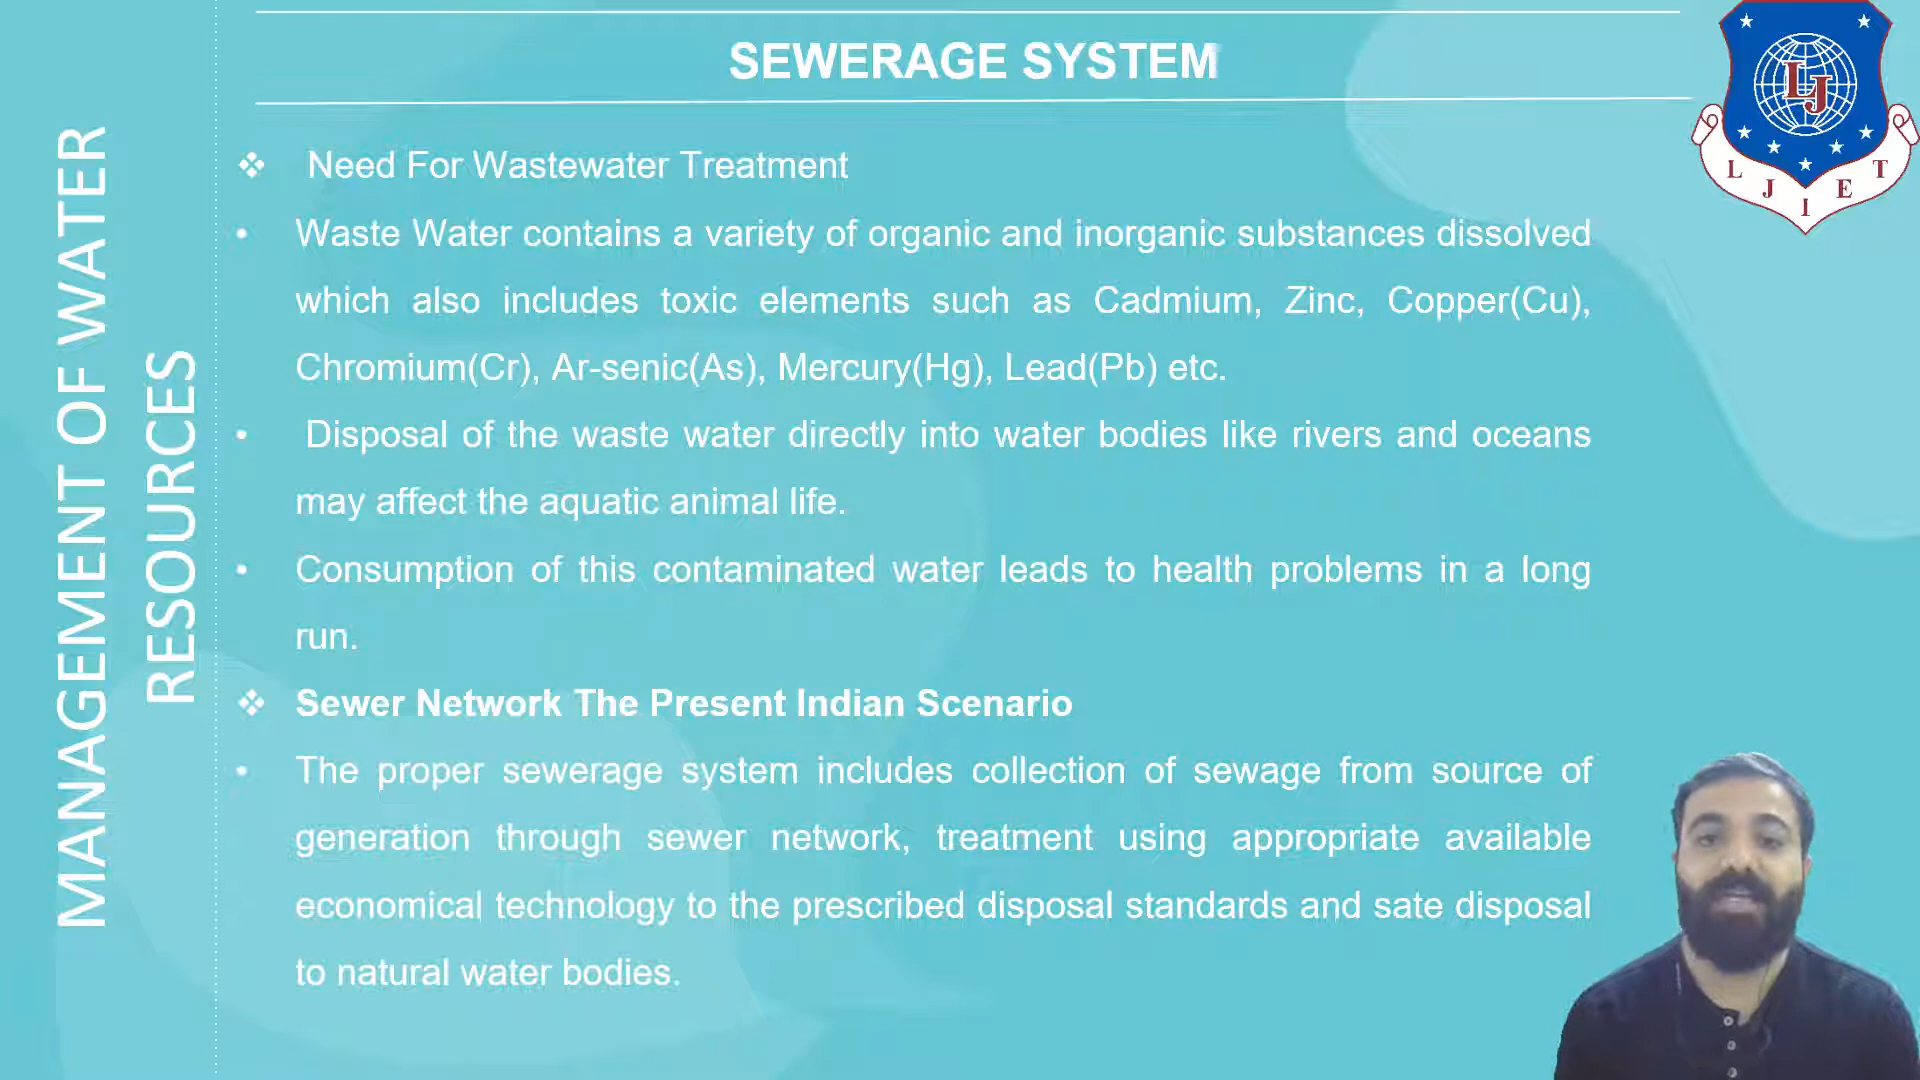 SEWERAGE SYSTEM
MANAGEMENT OF WATER
RESOURCES
❖ Need For Wastewater Treatment
• Waste Water contains a variety of organic and inorganic substances dissolved
which also includes toxic elements such as Cadmium, Zinc, Copper(Cu),
Chromium(Cr), Ar-senic(As), Mercury(Hg), Lead(Pb) etc.
• Disposal of the waste water directly into water bodies like rivers and oceans
may affect the aquatic animal life.
• Consumption of this contaminated water leads to health problems in a long
run.
❖ Sewer Network The Present Indian Scenario
• The proper sewerage system includes collection of sewage from source of
generation through sewer network, treatment using appropriate available
economical technology to the prescribed disposal standards and sate disposal
to natural water bodies.
LJ
L J I E T